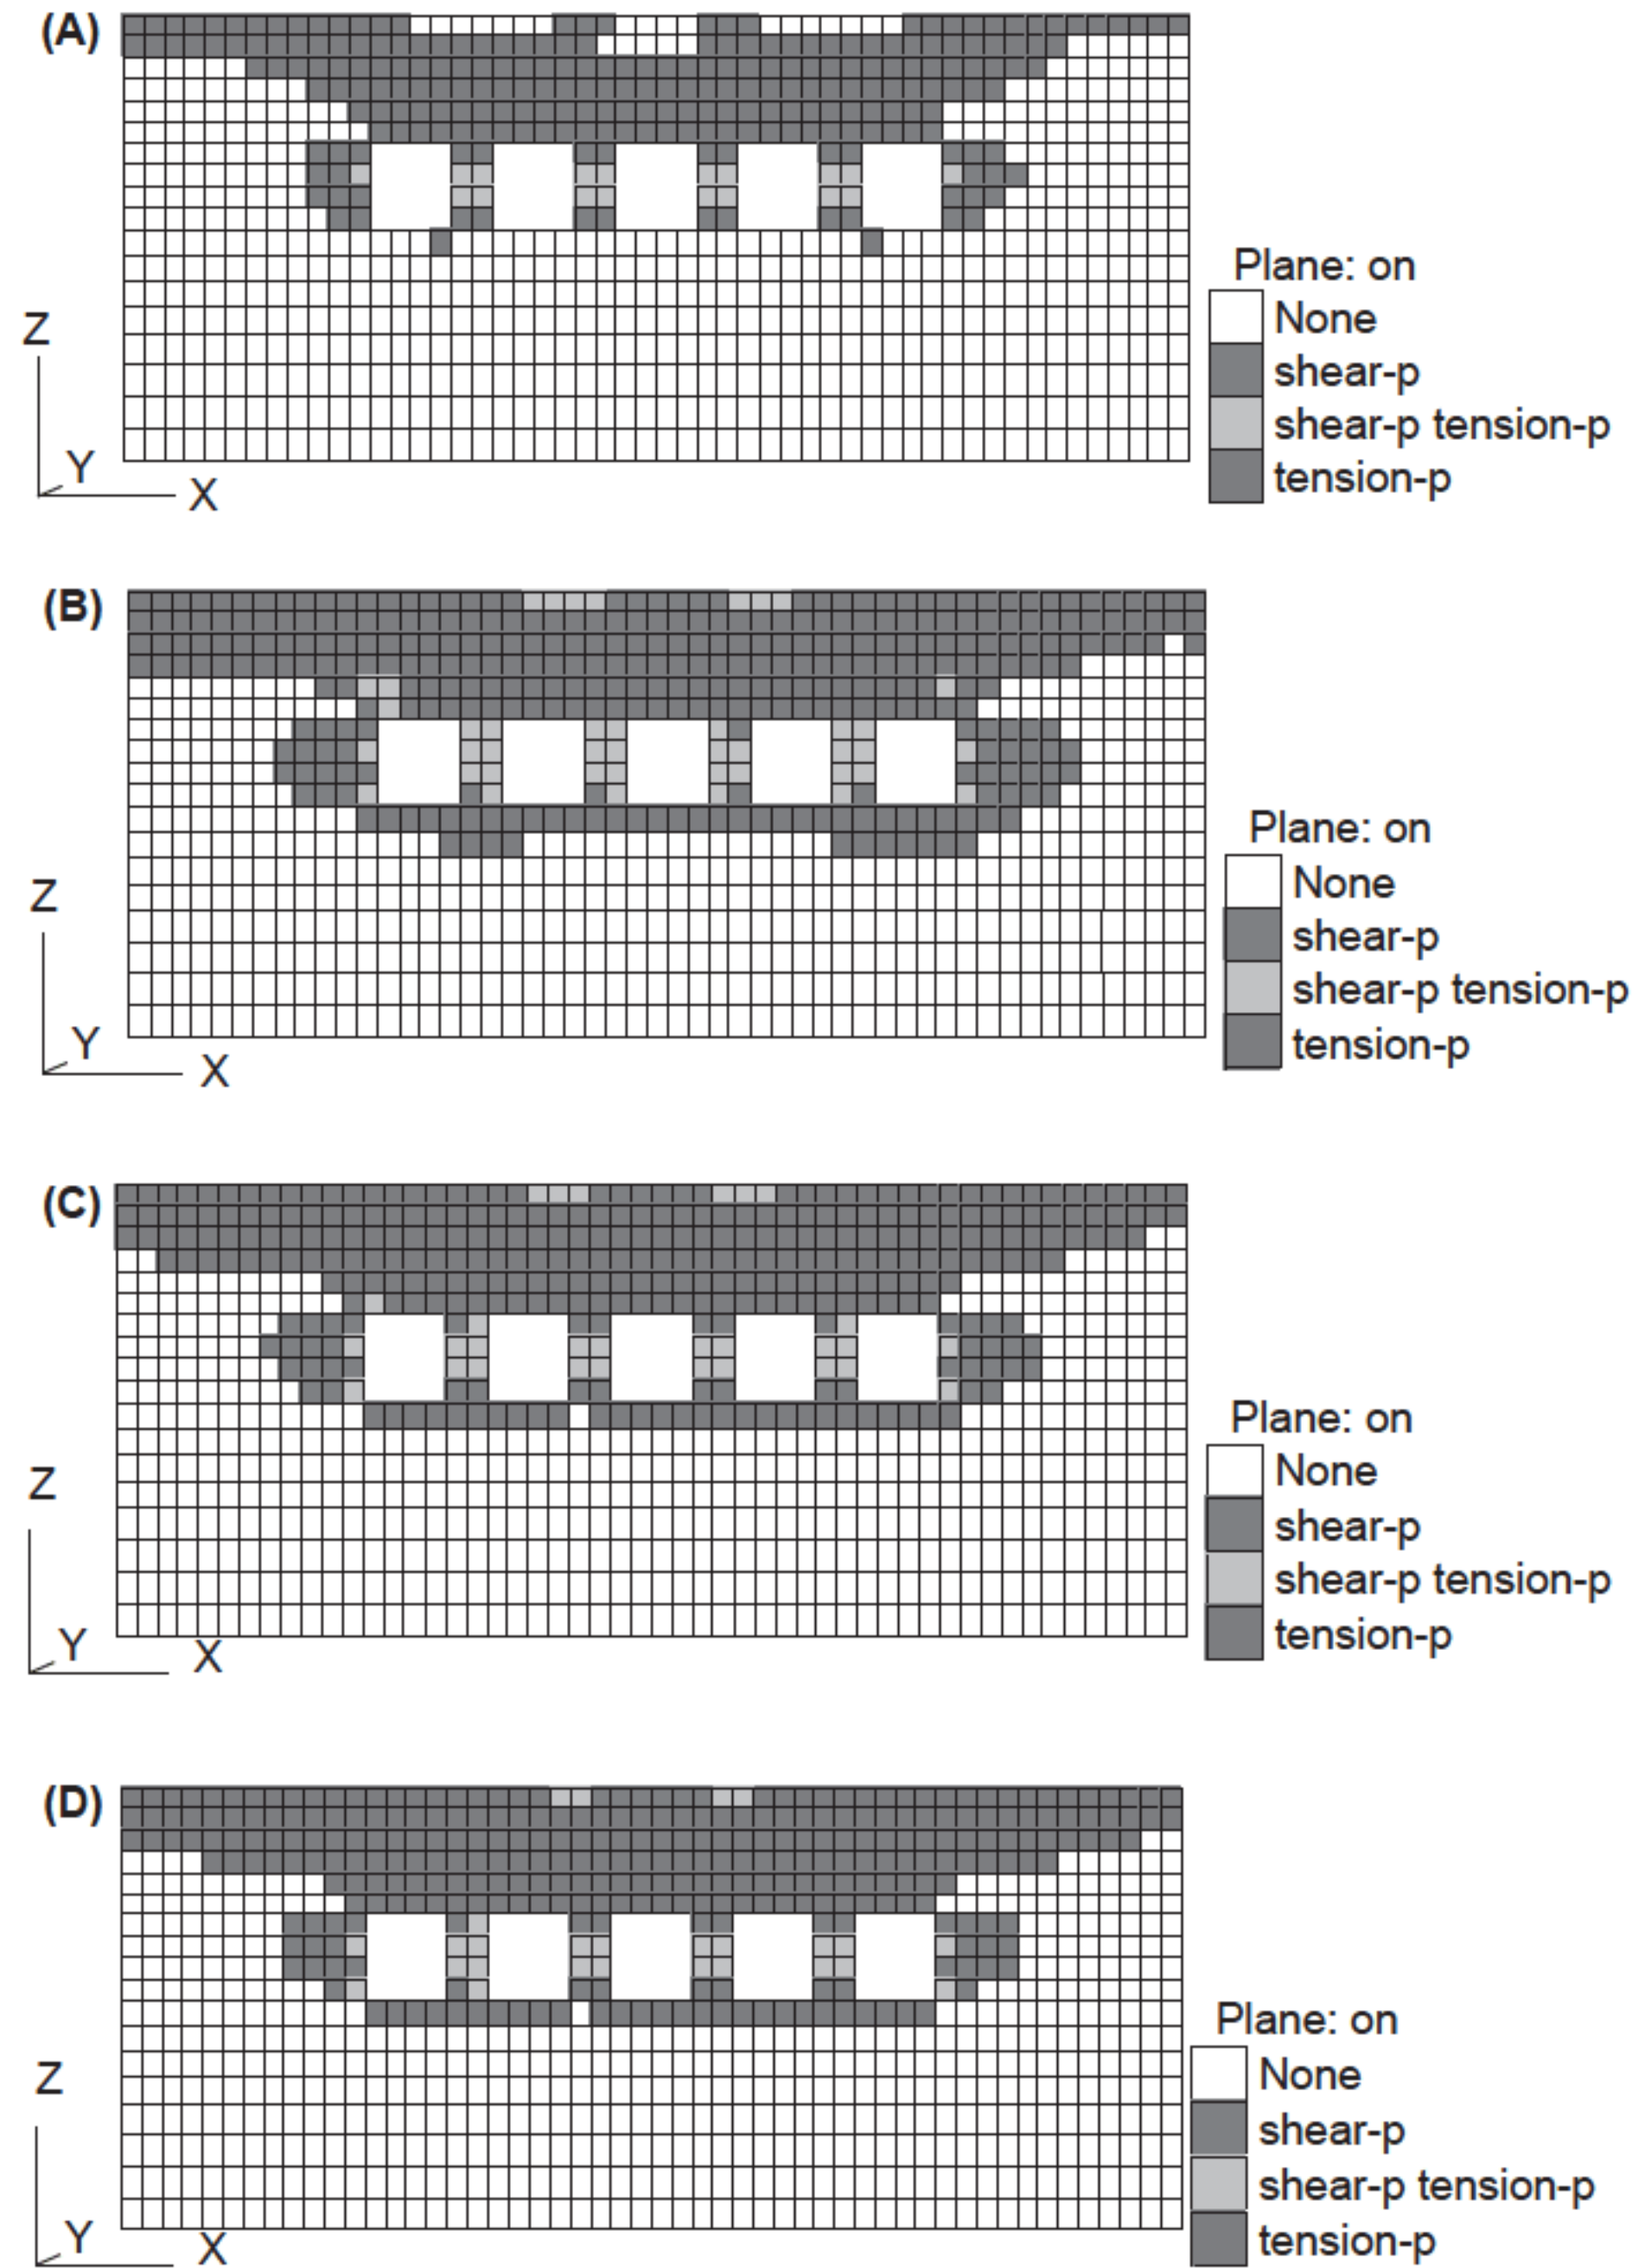 (A)
Plane: on
None
shear-p
shear-p tension-p
tension-p
Z
Y
X
(B)
Plane: on
None
shear-p
shear-p tension-p
tension-p
Z
Y
X
(C)
Plane: on
None
shear-p
shear-p tension-p
tension-p
Z
Y
X
(D)
Plane: on
None
shear-p
shear-p tension-p
tension-p
Z
Y
X